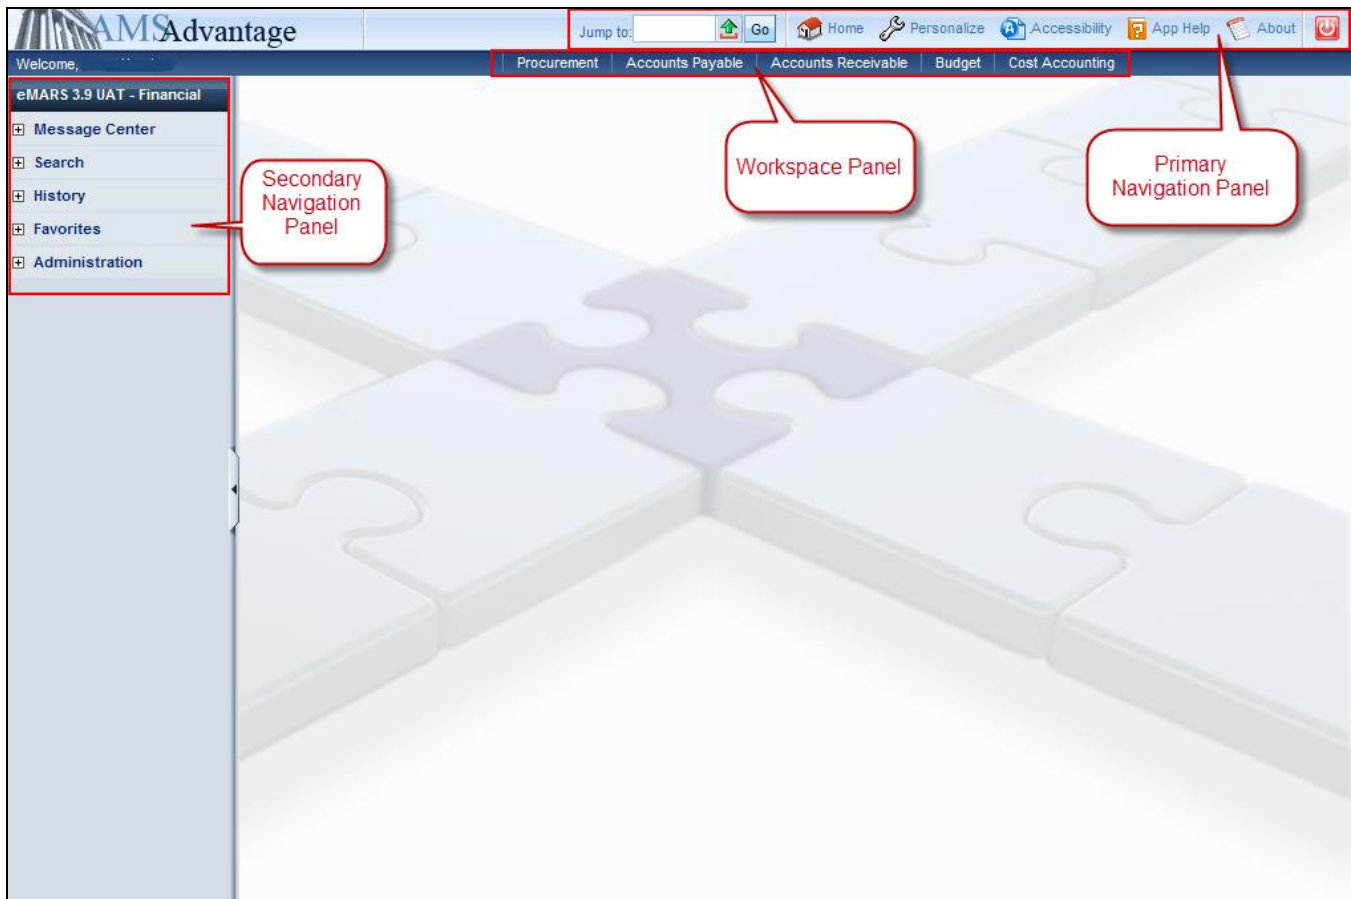 AMSAdvantage
Jump to: Go Home Personalize Accessibility App Help About
Welcome,
Procurement Accounts Payable Accounts Receivable Budget Cost Accounting
eMARS 3.9 UAT - Financial
Message Center
Search
History
Favorites
Administration
Secondary
Navigation
Panel
Workspace Panel
Primary
Navigation Panel